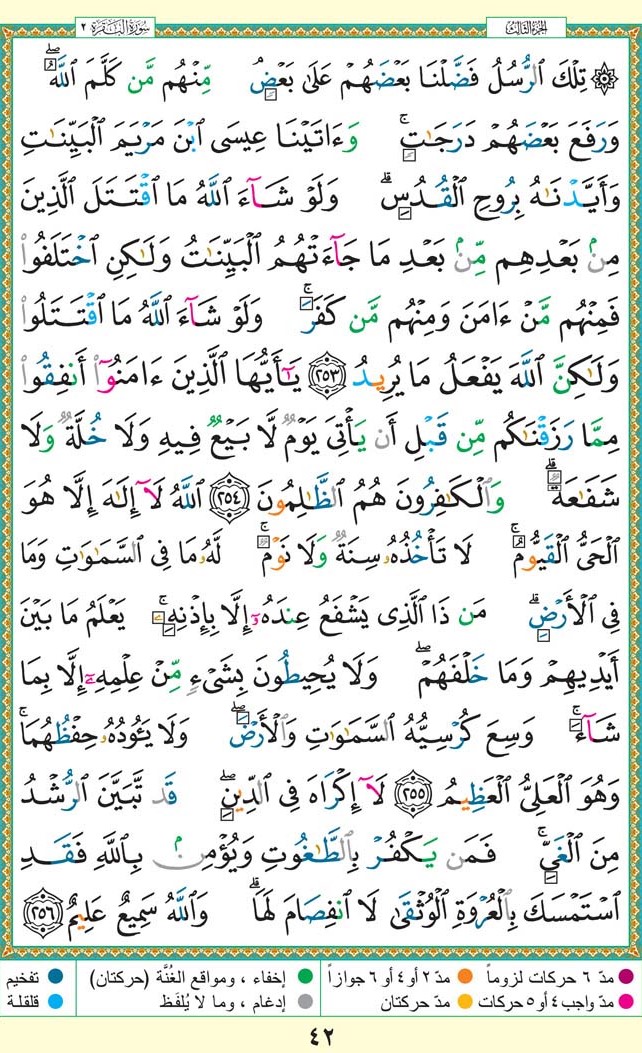 الجزء الثالث
سورة البقرة ٢
۞ تِلْكَ ٱلرُّسُلُ فَضَّلْنَا بَعْضَهُمْ عَلَىٰ بَعْضٍۘ مِّنْهُم مَّن كَلَّمَ ٱللَّهُۖ
وَرَفَعَ بَعْضَهُمْ دَرَجَٰتٍۚ وَءَاتَيْنَا عِيسَى ٱبْنَ مَرْيَمَ ٱلْبَيِّنَٰتِ
وَأَيَّدْنَٰهُ بِرُوحِ ٱلْقُدُسِۗ وَلَوْ شَآءَ ٱللَّهُ مَا ٱقْتَتَلَ ٱلَّذِينَ
مِنۢ بَعْدِهِم مِّنۢ بَعْدِ مَا جَآءَتْهُمُ ٱلْبَيِّنَٰتُ وَلَٰكِنِ ٱخْتَلَفُوا۟
فَمِنْهُم مَّنْ ءَامَنَ وَمِنْهُم مَّن كَفَرَۚ وَلَوْ شَآءَ ٱللَّهُ مَا ٱقْتَتَلُوا۟
وَلَٰكِنَّ ٱللَّهَ يَفْعَلُ مَا يُرِيدُ ﴿٢٥٣﴾ يَٰٓأَيُّهَا ٱلَّذِينَ ءَامَنُوٓا۟ أَنفِقُوا۟
مِمَّا رَزَقْنَٰكُم مِّن قَبْلِ أَن يَأْتِىَ يَوْمٌ لَّا بَيْعٌ فِيهِ وَلَا خُلَّةٌ وَلَا
شَفَٰعَةٌۗ وَٱلْكَٰفِرُونَ هُمُ ٱلظَّٰلِمُونَ ﴿٢٥٤﴾ ٱللَّهُ لَآ إِلَٰهَ إِلَّا هُوَ
ٱلْحَىُّ ٱلْقَيُّومُۚ لَا تَأْخُذُهُۥ سِنَةٌ وَلَا نَوْمٌۚ لَّهُۥ مَا فِى ٱلسَّمَٰوَٰتِ وَمَا
فِى ٱلْأَرْضِۗ مَن ذَا ٱلَّذِى يَشْفَعُ عِندَهُۥٓ إِلَّا بِإِذْنِهِۦۚ يَعْلَمُ مَا بَيْنَ
أَيْدِيهِمْ وَمَا خَلْفَهُمْۖ وَلَا يُحِيطُونَ بِشَىْءٍ مِّنْ عِلْمِهِۦٓ إِلَّا بِمَا
شَآءَۚ وَسِعَ كُرْسِيُّهُ ٱلسَّمَٰوَٰتِ وَٱلْأَرْضَۖ وَلَا يَـُٔودُهُۥ حِفْظُهُمَاۚ
وَهُوَ ٱلْعَلِىُّ ٱلْعَظِيمُ ﴿٢٥٥﴾ لَآ إِكْرَاهَ فِى ٱلدِّينِۖ قَد تَّبَيَّنَ ٱلرُّشْدُ
مِنَ ٱلْغَىِّۚ فَمَن يَكْفُرْ بِٱلطَّٰغُوتِ وَيُؤْمِنۢ بِٱللَّهِ فَقَدِ
ٱسْتَمْسَكَ بِٱلْعُرْوَةِ ٱلْوُثْقَىٰ لَا ٱنفِصَامَ لَهَاۗ وَٱللَّهُ سَمِيعٌ عَلِيمٌ ﴿٢٥٦﴾
مدّ ٦ حركات لزوماً مدّ ٢ أو ٤ أو ٦ جوازاً إخفاء ، ومواقع الغُنَّة (حركتان) تفخيم
مدّ واجب ٤ أو ٥ حركات مدّ حركتان إدغام ، وما لا يُلفَظ قلقلة
٤٢